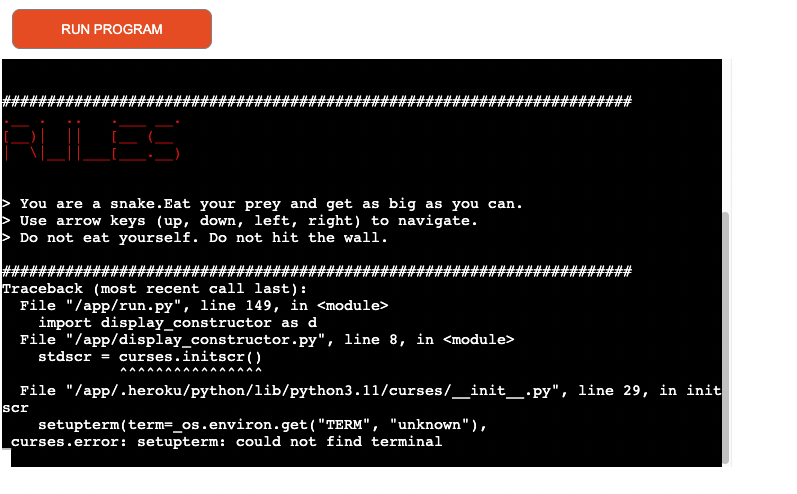 RUN PROGRAM
######################################################################
RULES
> You are a snake.Eat your prey and get as big as you can.
> Use arrow keys (up, down, left, right) to navigate.
> Do not eat yourself. Do not hit the wall.
######################################################################
Traceback (most recent call last):
  File "/app/run.py", line 149, in <module>
    import display_constructor as d
  File "/app/display_constructor.py", line 8, in <module>
    stdscr = curses.initscr()
             ^^^^^^^^^^^^^^^^
  File "/app/.heroku/python/lib/python3.11/curses/__init__.py", line 29, in init
scr
    setupterm(term=_os.environ.get("TERM", "unknown"),
_curses.error: setupterm: could not find terminal